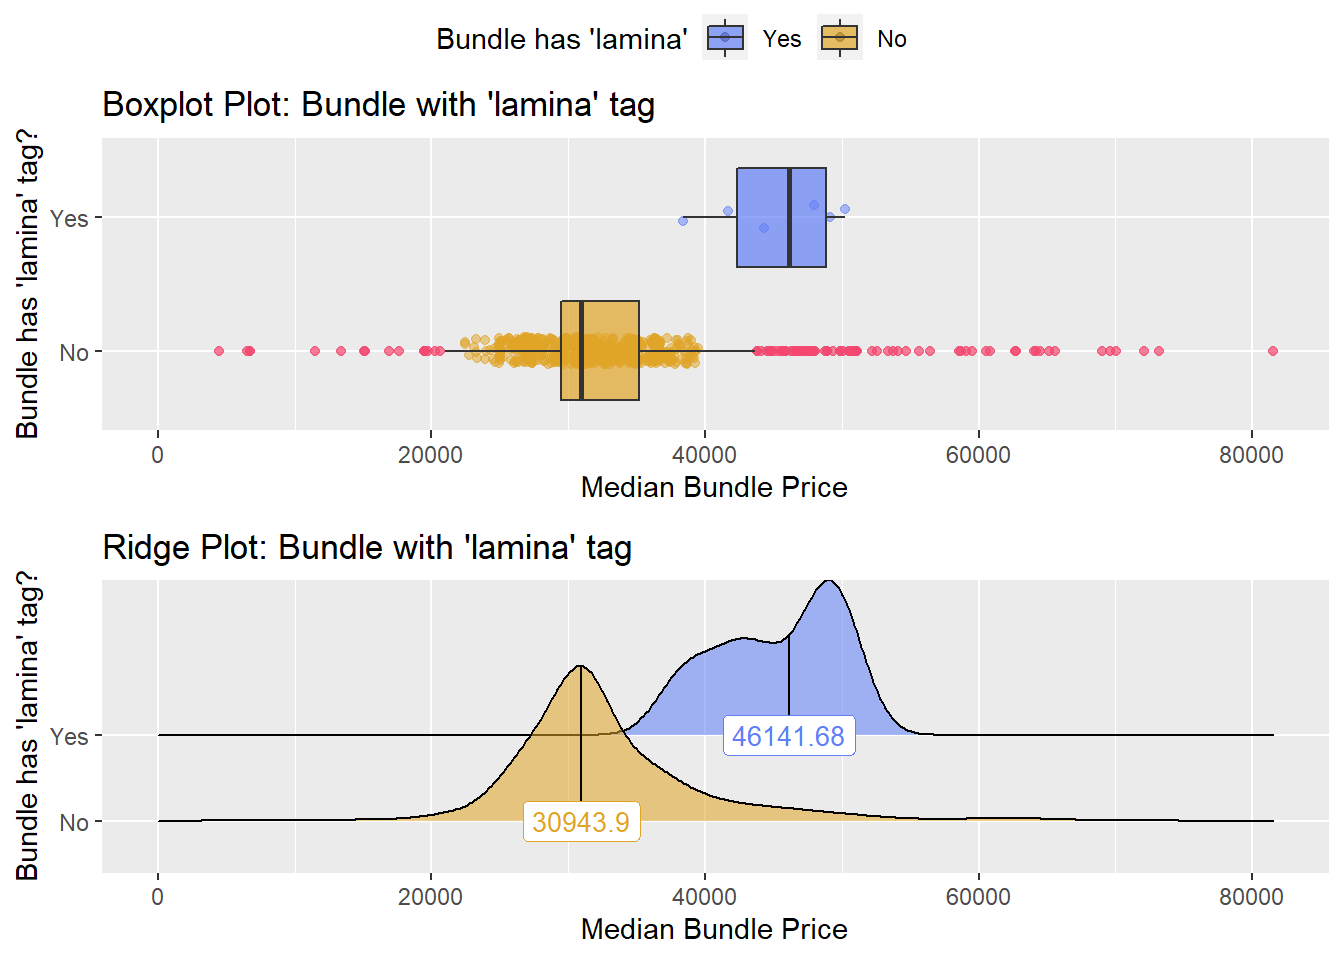 Bundle has 'lamina' Yes No
Boxplot Plot: Bundle with 'lamina' tag
Bundle has 'lamina' tag?
Yes
No
0 20000 40000 60000 80000
Median Bundle Price
Ridge Plot: Bundle with 'lamina' tag
Bundle has 'lamina' tag?
Yes
46141.68
No
30943.9
0 20000 40000 60000 80000
Median Bundle Price